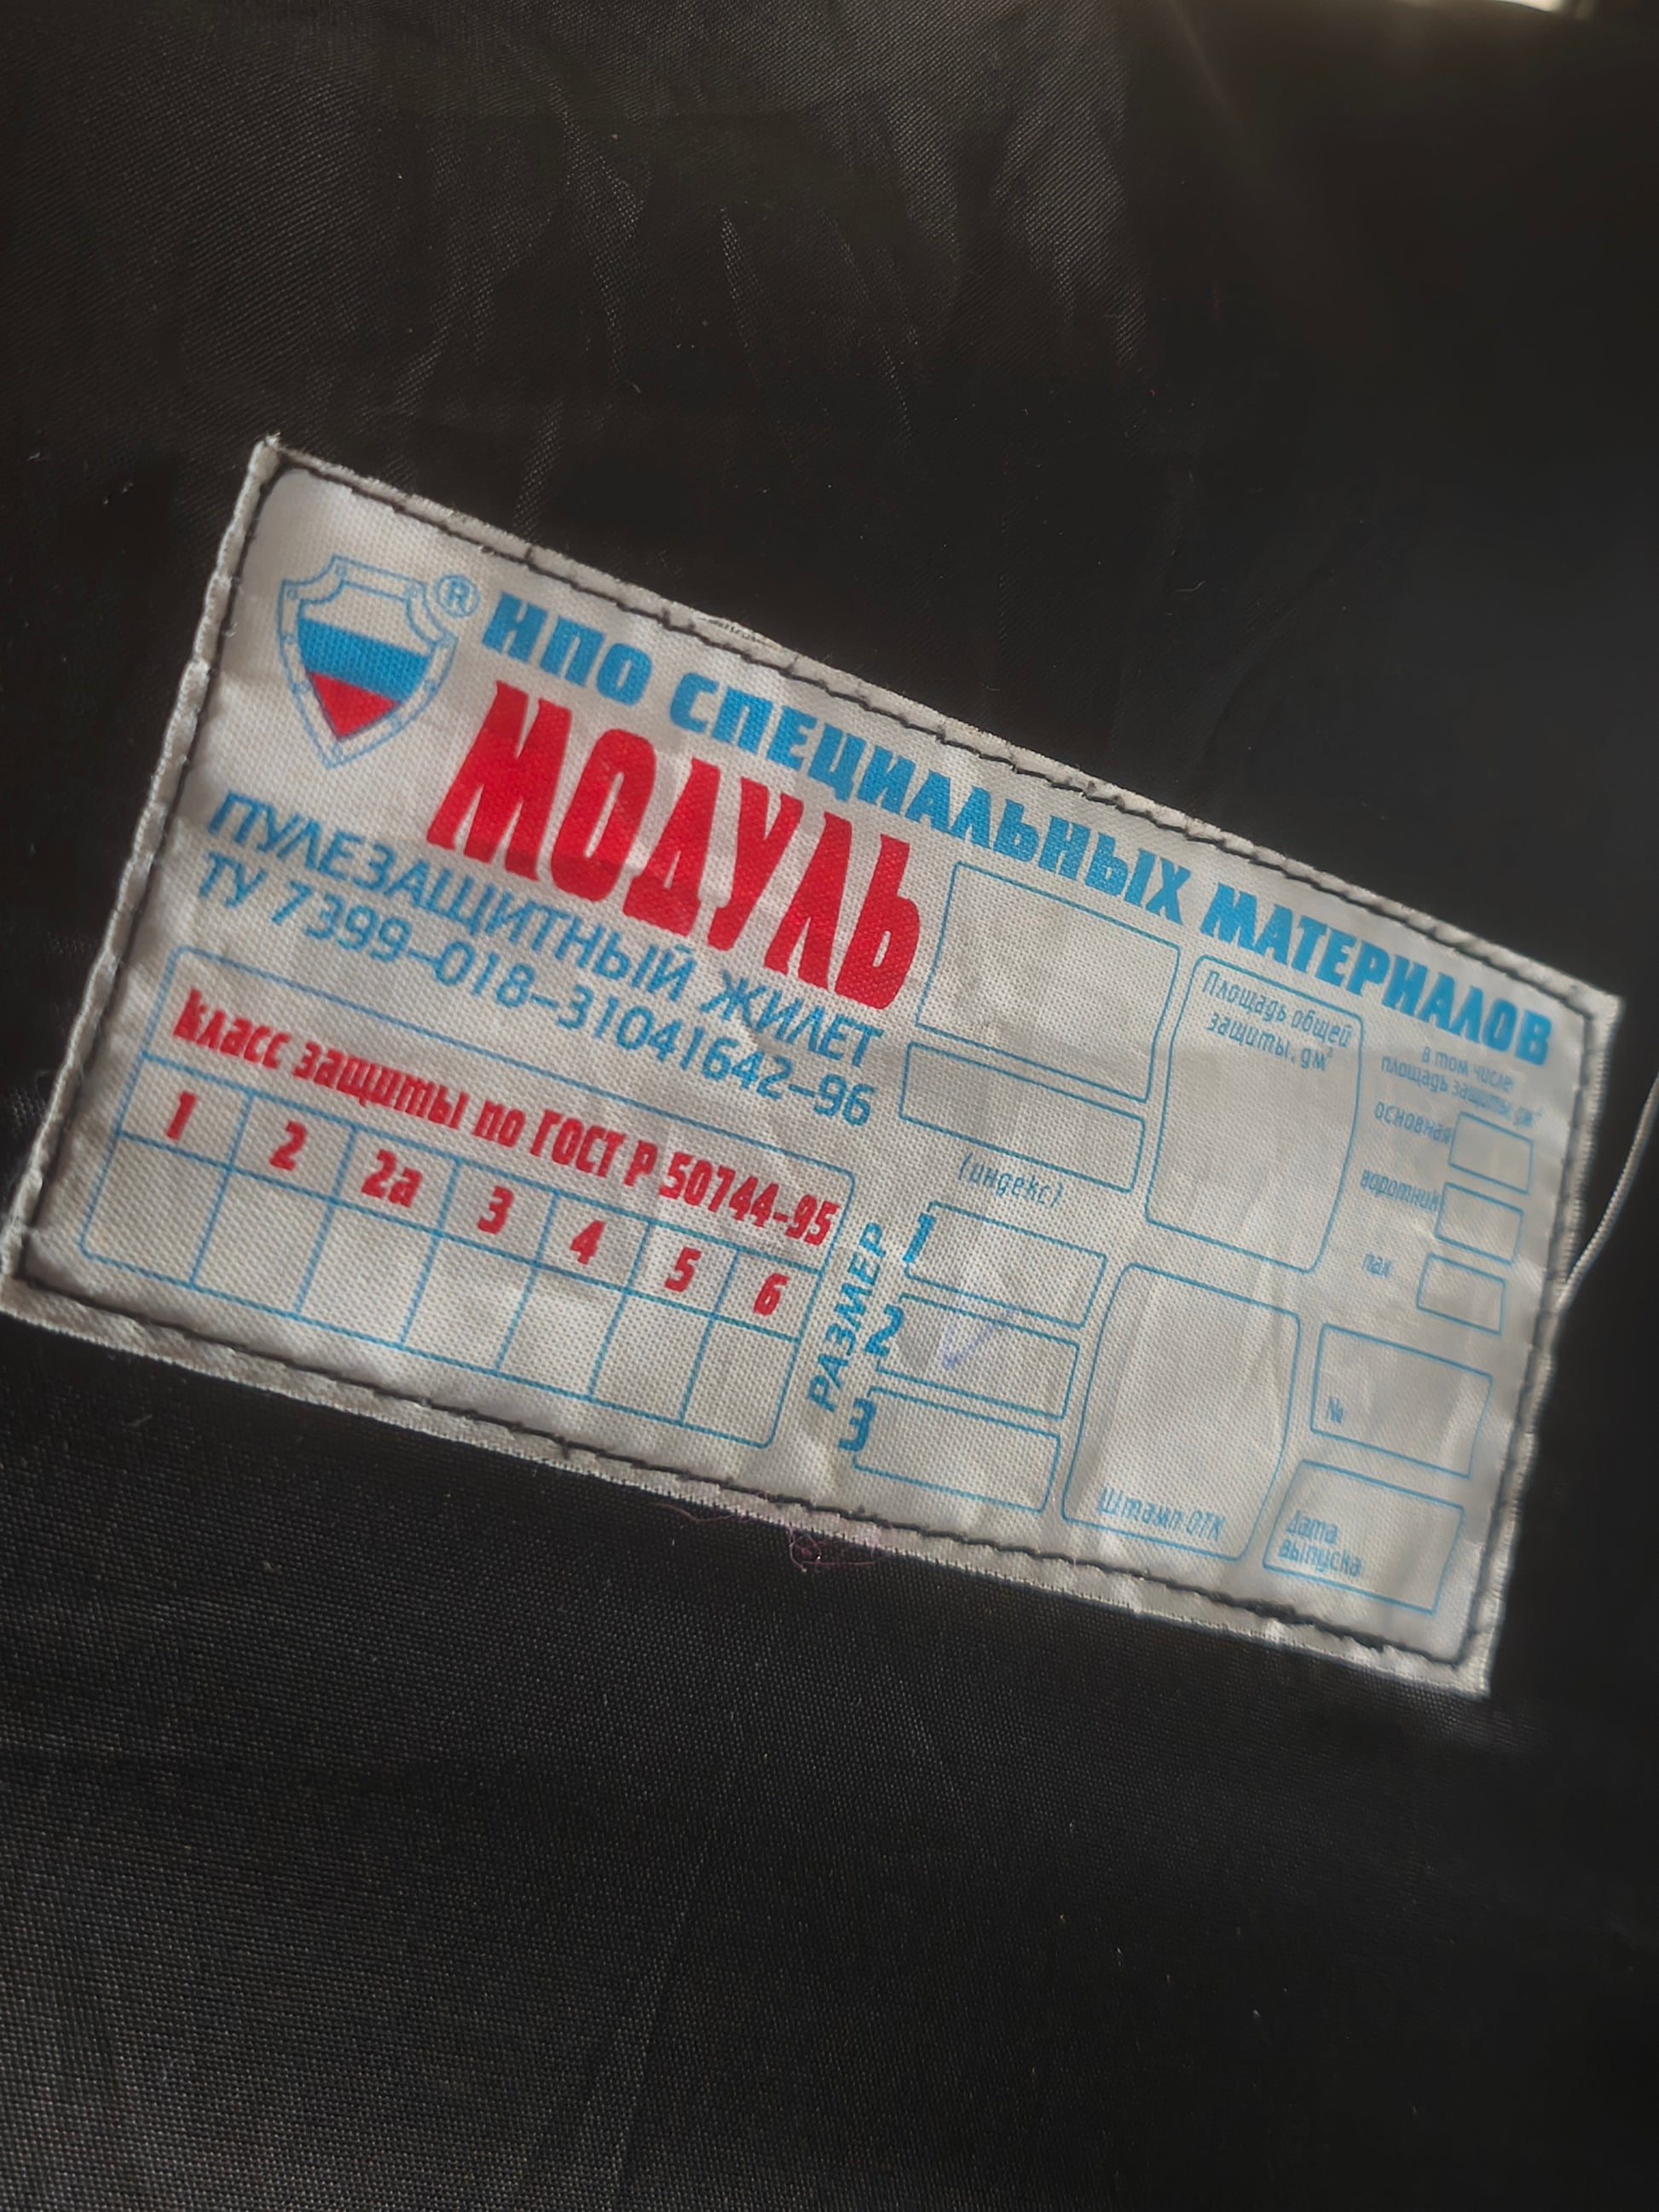 ®
НПО СПЕЦИАЛЬНЫХ МАТЕРИАЛОВ
МОДУЛЬ
ПУЛЕЗАЩИТНЫЙ ЖИЛЕТ
ТУ 7399-018-31041642-96
Класс защиты по ГОСТ Р 50744-95
1 2 2а 3 4 5 6
(индекс)
РАЗМЕР
1
2
3
Площадь общей
защиты, дм²
Штамп ОТК
в том числе
площадь защиты дм²
основная
воротник
пах
№
Дата
выпуска